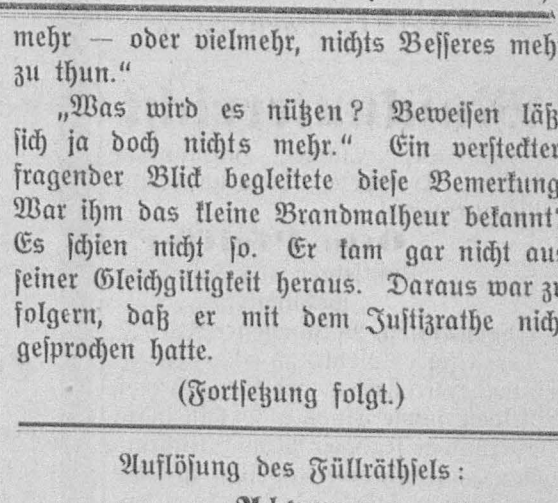 mehr — oder vielmehr, nichts Besseres meh
zu thun.“
„Was wird es nützen? Beweisen läß
sich ja doch nichts mehr.“ Ein versteckter
fragender Blick begleitete diese Bemerkung
War ihm das kleine Brandmalheur bekannt?
Es schien nicht so. Er kam gar nicht aus
seiner Gleichgiltigkeit heraus. Daraus war zu
folgern, daß er mit dem Justizrathe nich
gesprochen hatte.
(Fortsetzung folgt.)
Auflösung des Füllräthsels: